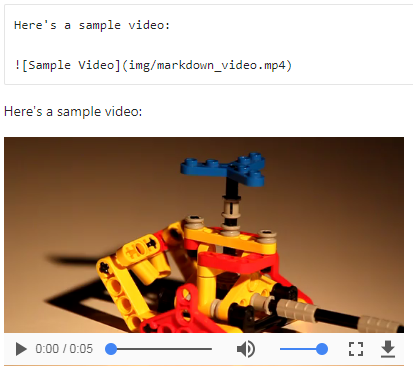 Here's a sample video:
![Sample Video](img/markdown_video.mp4)
Here's a sample video:
0:00 / 0:05